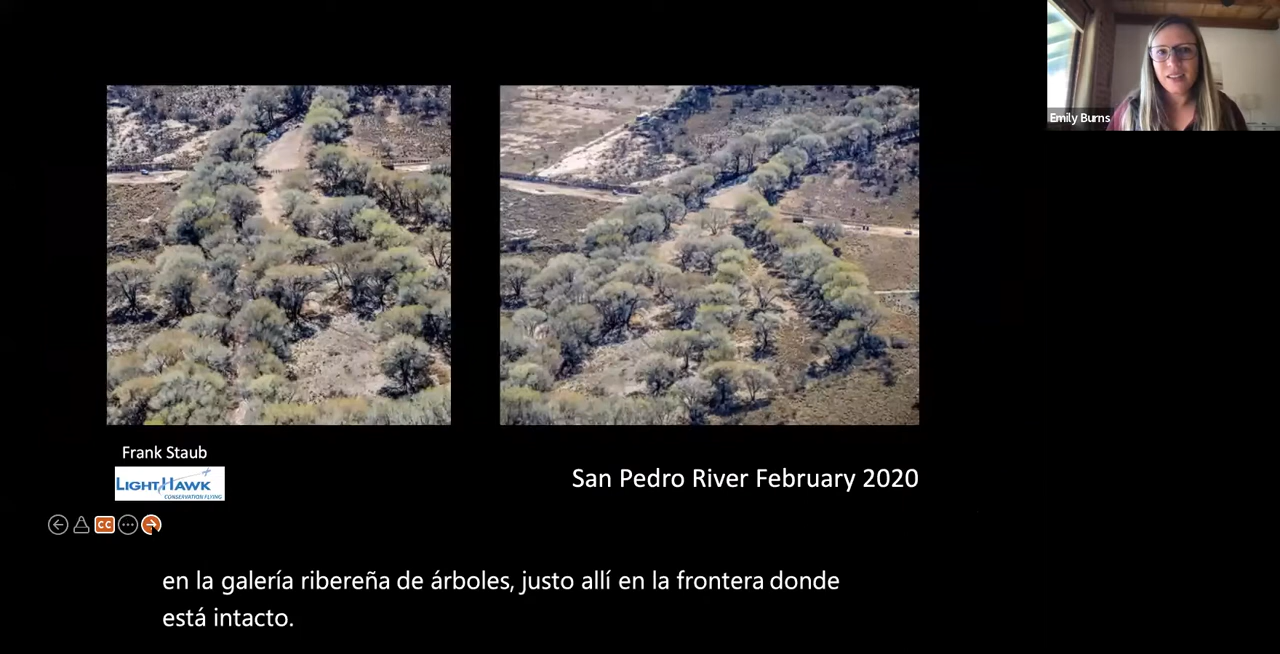 Emily Burns
Frank Staub
LIGHTHAWK
CONSERVATION FLYING
San Pedro River February 2020
CC
en la galería ribereña de árboles, justo allí en la frontera donde
está intacto.